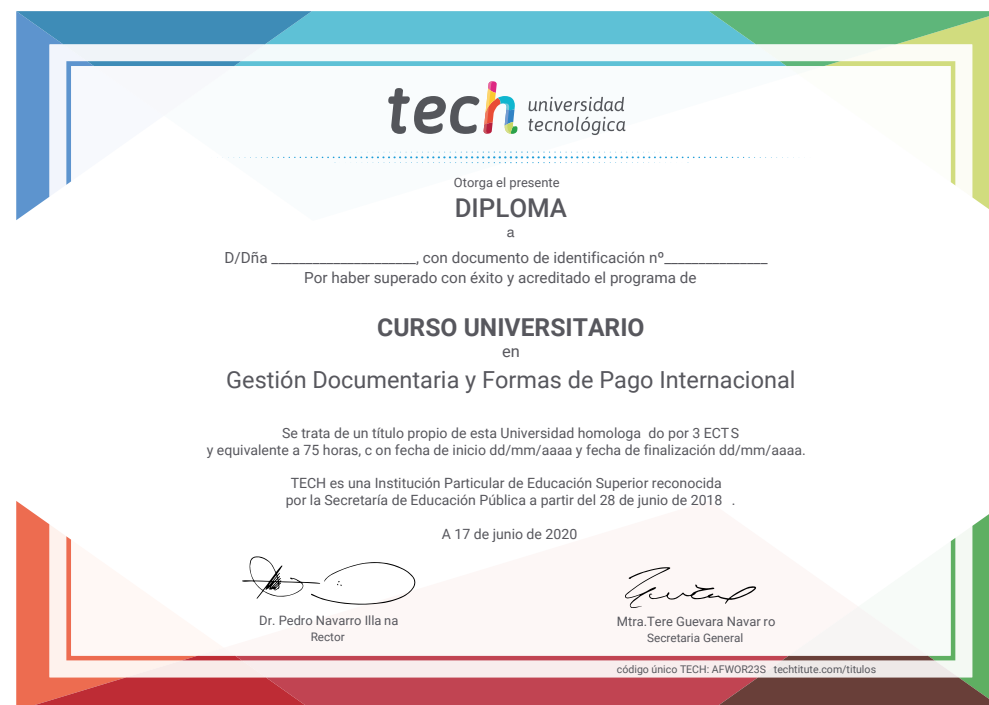 tech universidad
tecnológica
Otorga el presente
DIPLOMA
a
D/Dña ____________________, con documento de identificación nº______________
Por haber superado con éxito y acreditado el programa de
CURSO UNIVERSITARIO
en
Gestión Documentaria y Formas de Pago Internacional
Se trata de un título propio de esta Universidad homologa do por 3 ECTS
y equivalente a 75 horas, c on fecha de inicio dd/mm/aaaa y fecha de finalización dd/mm/aaaa.
TECH es una Institución Particular de Educación Superior reconocida
por la Secretaría de Educación Pública a partir del 28 de junio de 2018 .
A 17 de junio de 2020
Dr. Pedro Navarro Illa na
Rector
Mtra.Tere Guevara Navar ro
Secretaria General
código único TECH: AFWOR23S techtitute.com/titulos